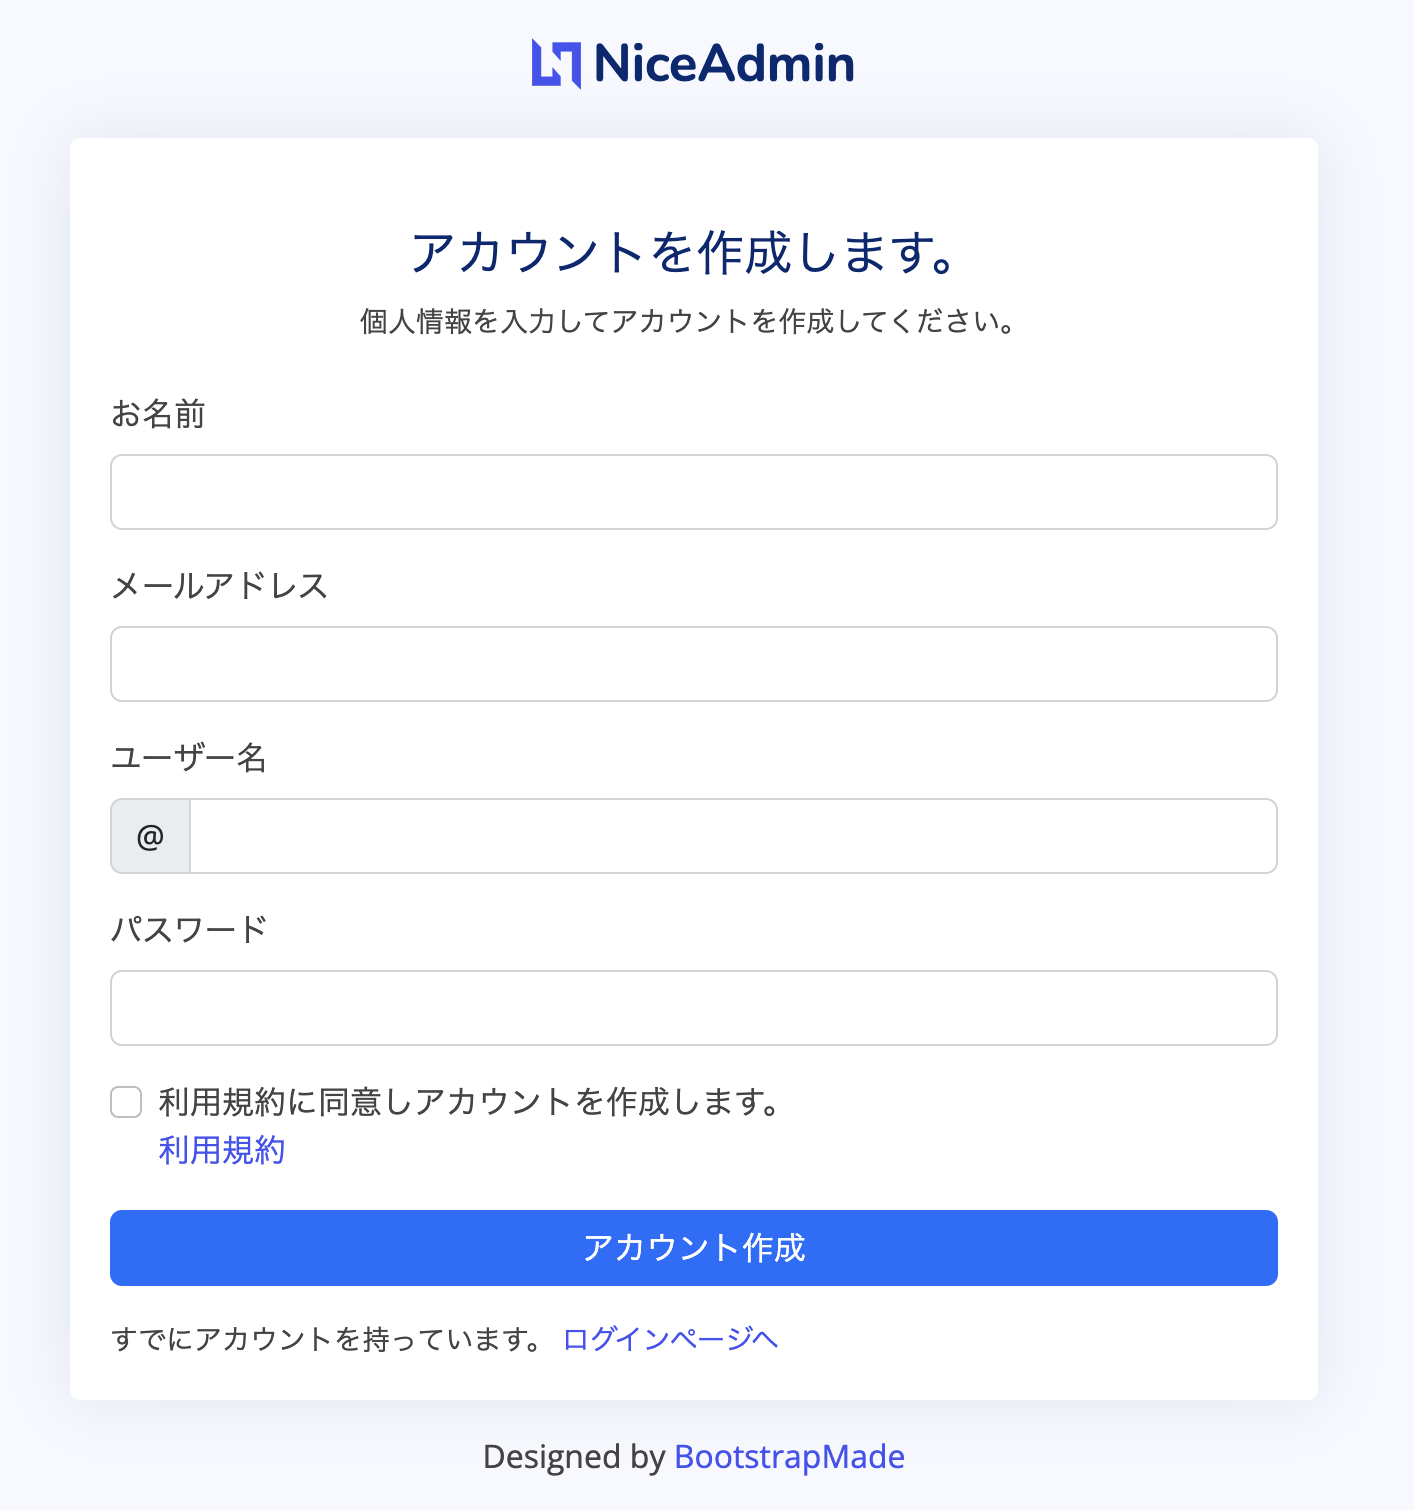 NiceAdmin
アカウントを作成します。
個人情報を入力してアカウントを作成してください。
お名前
メールアドレス
ユーザー名
@
パスワード
利用規約に同意しアカウントを作成します。
利用規約
アカウント作成
すでにアカウントを持っています。 ログインページへ
Designed by BootstrapMade